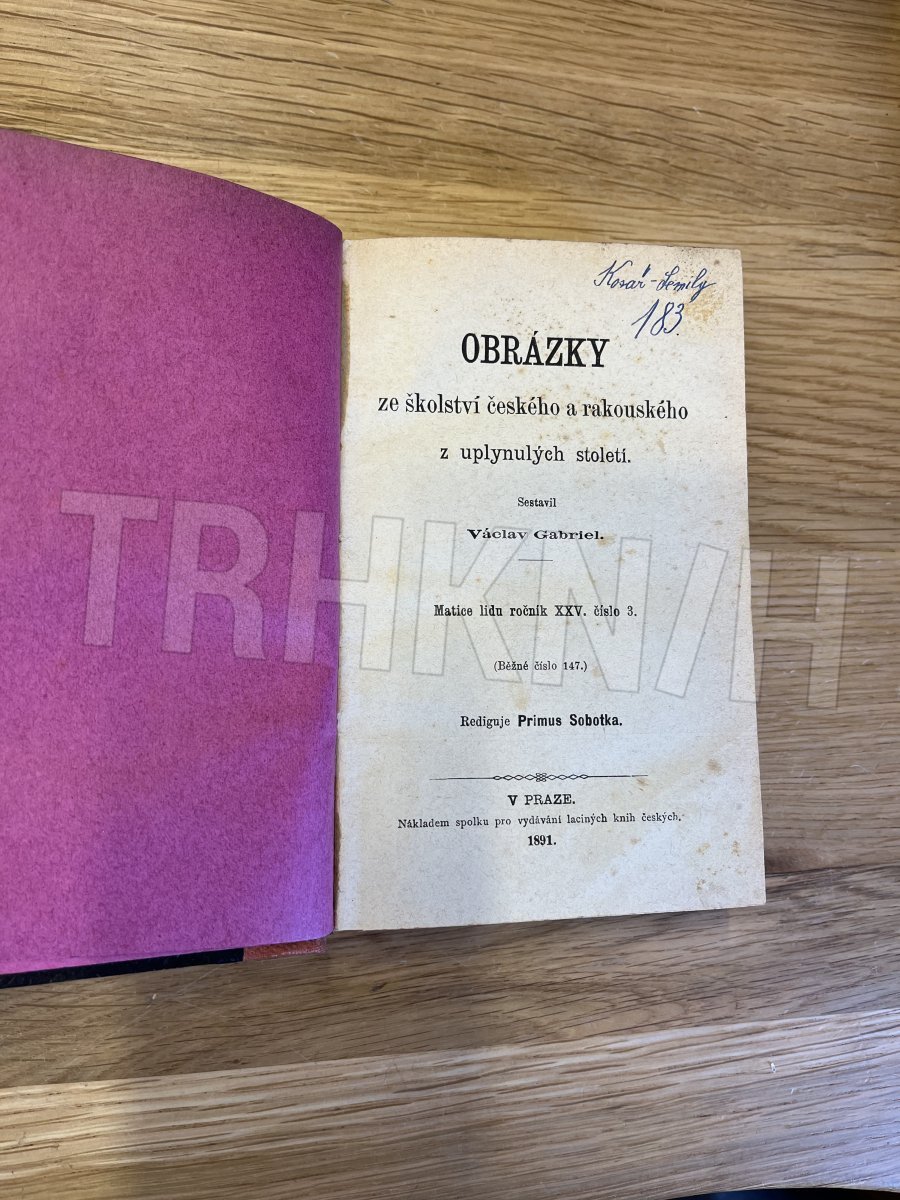 Kosař-Semily
183.
OBRÁZKY
ze školství českého a rakouského
z uplynulých století.
Sestavil
Václav Gabriel.
Matice lidu ročník XXV. číslo 3.
(Běžné číslo 147.)
Rediguje Primus Sobotka.
V PRAZE.
Nákladem spolku pro vydávání laciných knih českých.
1891.
TRHKNIH